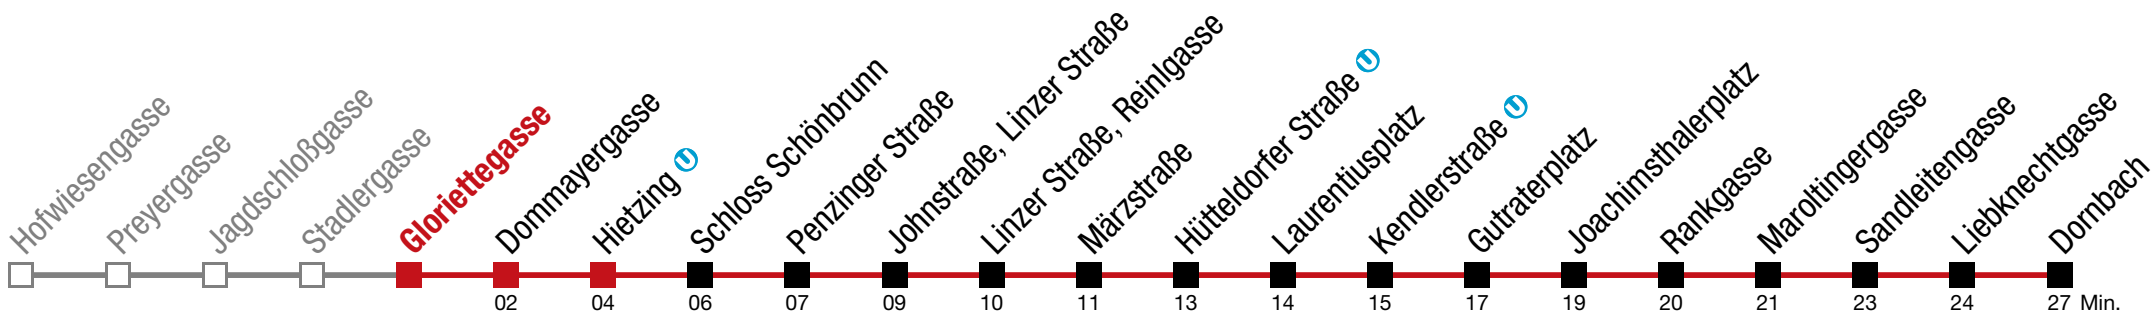 Hofwiesengasse
Preyergasse
Jagdschloßgasse
Stadlergasse
Gloriettegasse
Dommayergasse
Hietzing U
Schloss Schönbrunn
Penzinger Straße
Johnstraße, Linzer Straße
Linzer Straße, Reinlgasse
Märzstraße
Hütteldorfer Straße U
Laurentiusplatz
Kendlerstraße U
Gutraterplatz
Joachimsthalerplatz
Rankgasse
Maroltingergasse
Sandleitengasse
Liebknechtgasse
Dornbach
02 04 06 07 09 10 11 13 14 15 17 19 20 21 23 24 27 Min.